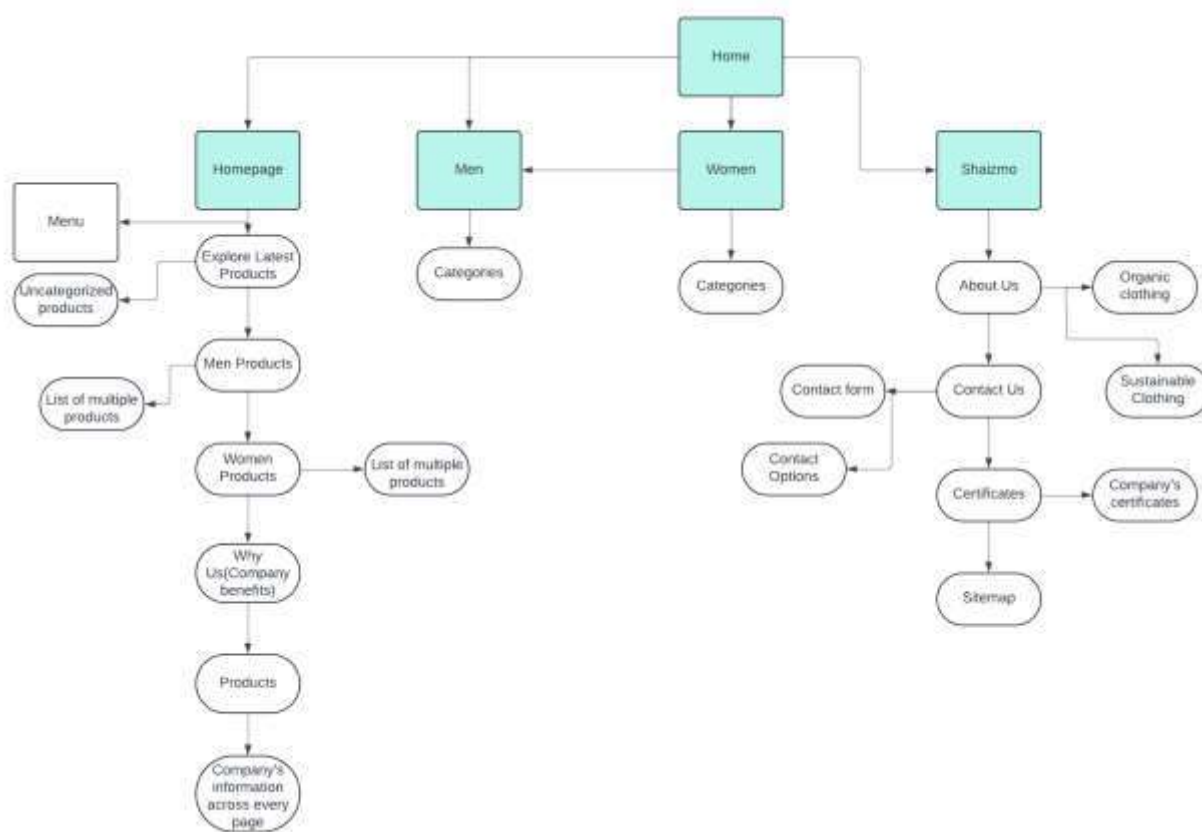 Home
Homepage
Men
Women
Shaizmo
Menu
Explore Latest
Products
Categories
Categories
About Us
Organic
clothing
Uncategorized
products
Men Products
Contact form
Contact Us
Sustainable
Clothing
List of multiple
products
Women
Products
List of multiple
products
Contact
Options
Certificates
Company's
certificates
Why
Us(Company
benefits)
Sitemap
Products
Company's
information
across every
page